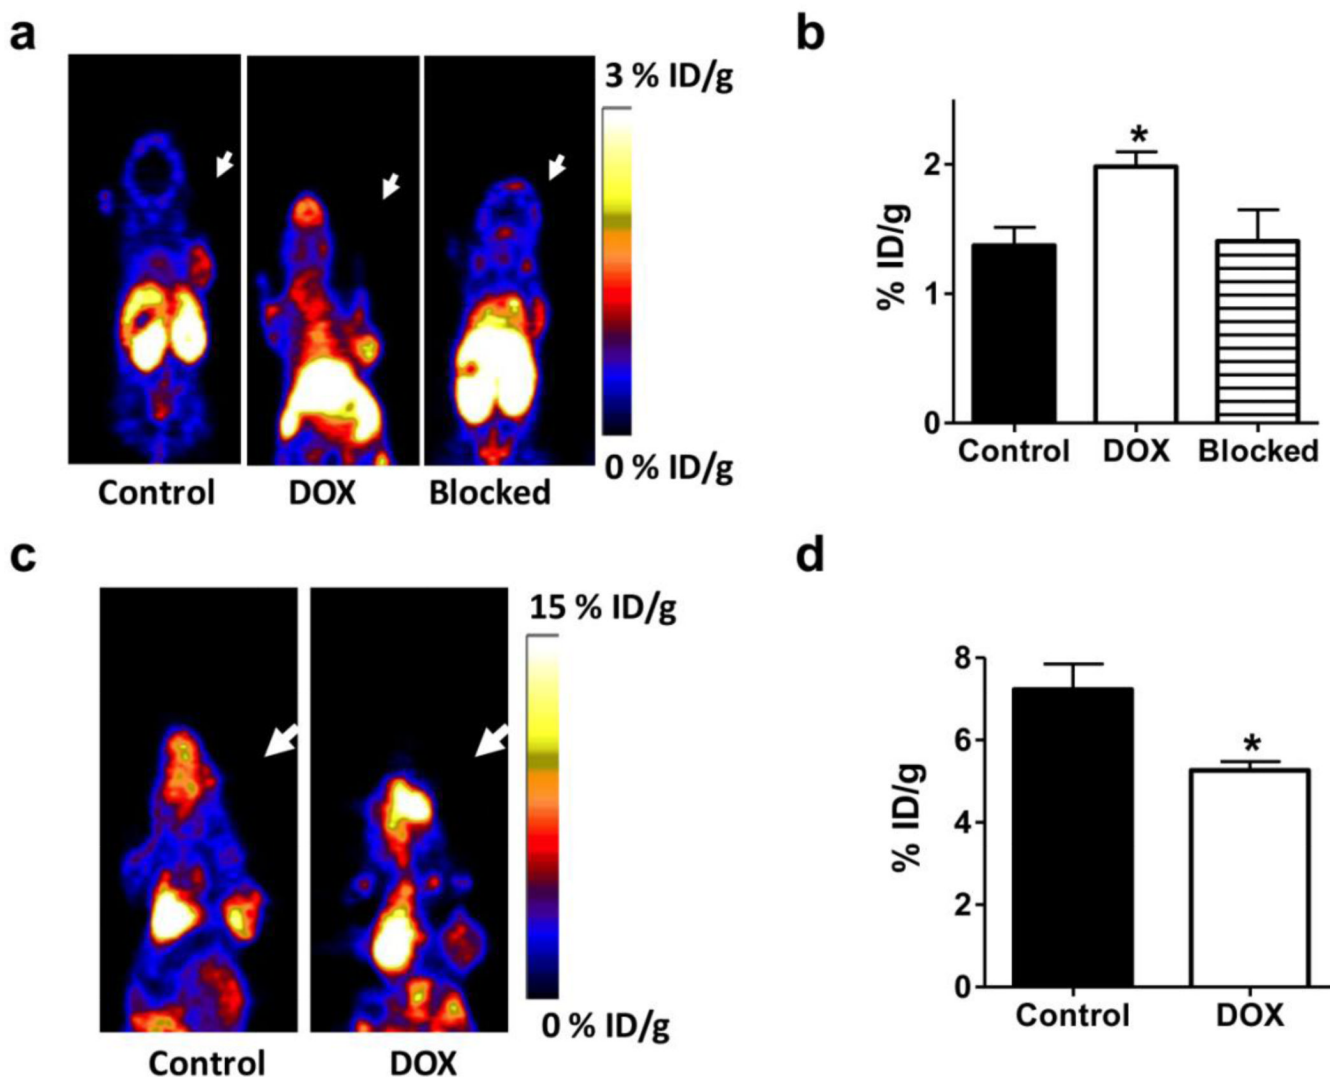 a
3 % ID/g
0 % ID/g
Control DOX Blocked
b
% ID/g
2
1
0
*
Control DOX Blocked
c
15 % ID/g
0 % ID/g
Control DOX
d
% ID/g
8
6
4
2
0
*
Control DOX